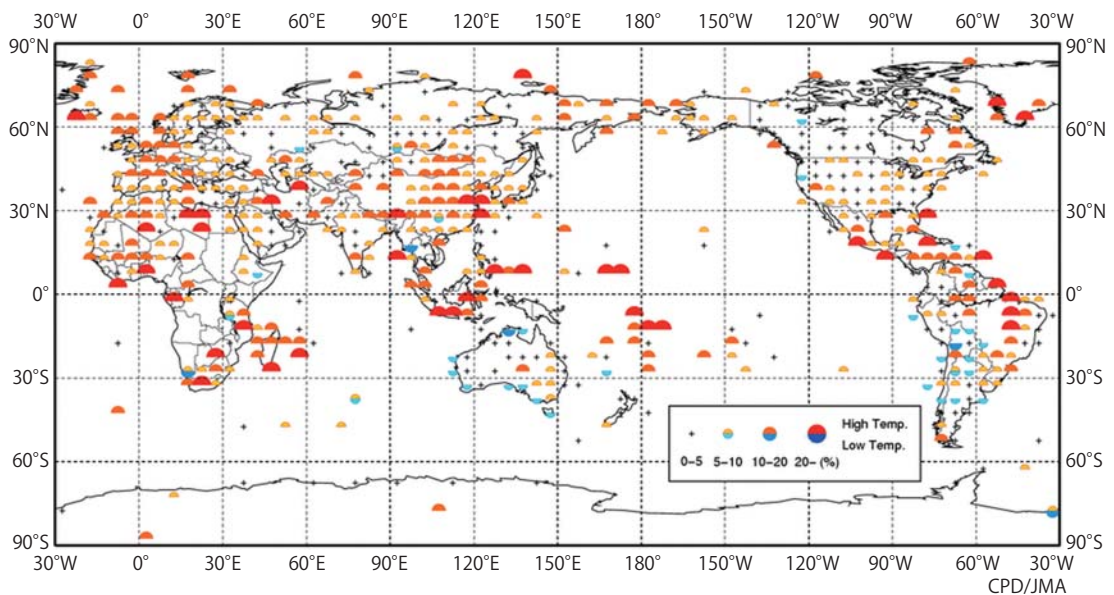 30°W 0° 30°E 60°E 90°E 120°E 150°E 180° 150°W 120°W 90°W 60°W 30°W
90°N 90°N
60°N 60°N
30°N 30°N
0° 0°
30°S 30°S
High Temp.
Low Temp.
0–5 5–10 10–20 20– (%)
60°S 60°S
90°S 90°S
30°W 0° 30°E 60°E 90°E 120°E 150°E 180° 150°W 120°W 90°W 60°W 30°W
CPD/JMA